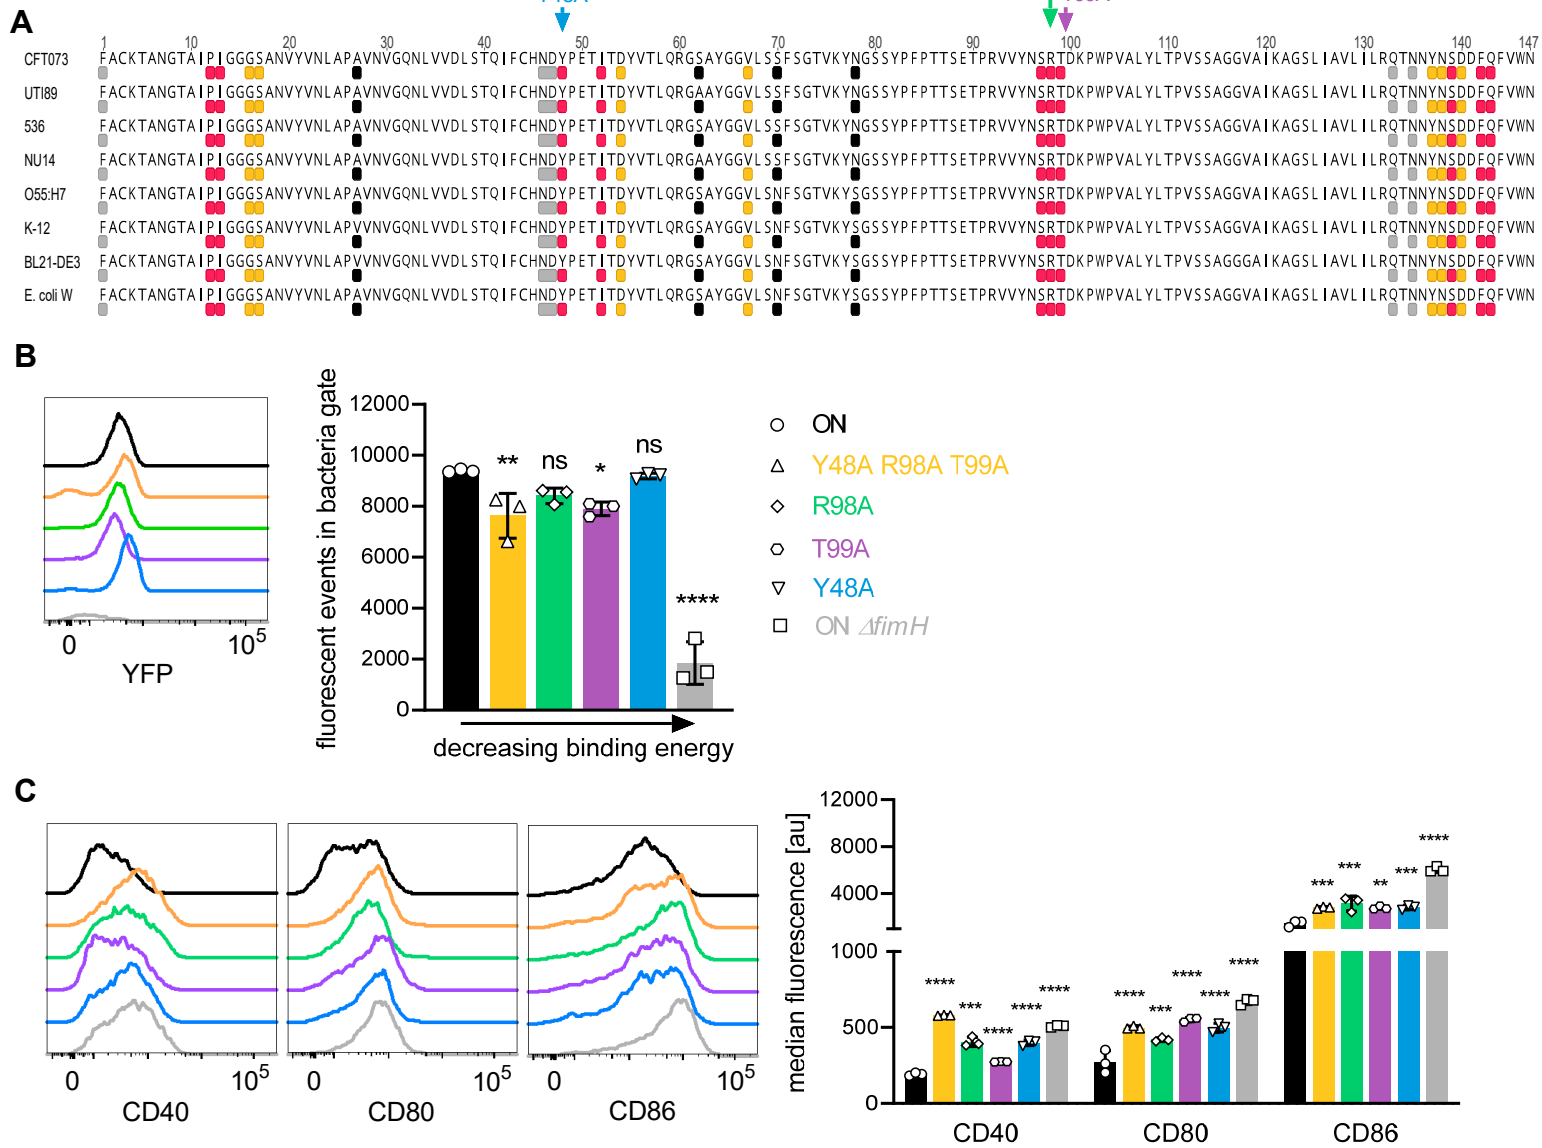 A
1 10 20 30 40 50 60 70 80 90 100 110 120 130 140 147
CFT073 FACKTANGTAIPIGGGSANVYVNLAPAVNVGQNLVVDLSTQIFCHNDYPETITDYVTLQRGSAYGGVLSSFSGTVKYNGSSYPFPTTSETPRVVYNSRTDKPWPVALYLTPVSSAGGVAIKAGSLIAVLILRQTNNYNSDDFQFVWN
UTI89 FACKTANGTAIPIGGGSANVYVNLAPAVNVGQNLVVDLSTQIFCHNDYPETITDYVTLQRGAAYGGVLSSFSGTVKYNGSSYPFPTTSETPRVVYNSRTDKPWPVALYLTPVSSAGGVAIKAGSLIAVLILRQTNNYNSDDFQFVWN
536 FACKTANGTAIPIGGGSANVYVNLAPAVNVGQNLVVDLSTQIFCHNDYPETITDYVTLQRGSAYGGVLSSFSGTVKYNGSSYPFPTTSETPRVVYNSRTDKPWPVALYLTPVSSAGGVAIKAGSLIAVLILRQTNNYNSDDFQFVWN
NU14 FACKTANGTAIPIGGGSANVYVNLAPAVNVGQNLVVDLSTQIFCHNDYPETITDYVTLQRGAAYGGVLSSFSGTVKYNGSSYPFPTTSETPRVVYNSRTDKPWPVALYLTPVSSAGGVAIKAGSLIAVLILRQTNNYNSDDFQFVWN
O55:H7 FACKTANGTAIPIGGGSANVYVNLAPAVNVGQNLVVDLSTQIFCHNDYPETITDYVTLQRGSAYGGVLSNFSGTVKYSGSSYPFPTTSETPRVVYNSRTDKPWPVALYLTPVSSAGGVAIKAGSLIAVLILRQTNNYNSDDFQFVWN
K-12 FACKTANGTAIPIGGGSANVYVNLAPVVNVGQNLVVDLSTQIFCHNDYPETITDYVTLQRGSAYGGVLSNFSGTVKYSGSSYPFPTTSETPRVVYNSRTDKPWPVALYLTPVSSAGGVAIKAGSLIAVLILRQTNNYNSDDFQFVWN
BL21-DE3 FACKTANGTAIPIGGGSANVYVNLAPVVNVGQNLVVDLSTQIFCHNDYPETITDYVTLQRGSAYGGVLSNFSGTVKYSGSSYPFPTTSETPRVVYNSRTDKPWPVALYLTPVSSAGGVAIKAGSLIAVLILRQTNNYNSDDFQFVWN
E. coli W FACKTANGTAIPIGGGSANVYVNLAPAVNVGQNLVVDLSTQIFCHNDYPETITDYVTLQRGSAYGGVLSNFSGTVKYSGSSYPFPTTSETPRVVYNSRTDKPWPVALYLTPVSSAGGVAIKAGSLIAVLILRQTNNYNSDDFQFVWN
B
0 10^5
YFP
fluorescent events in bacteria gate
12000
10000
8000
6000
4000
2000
0
** ns * ns ****
decreasing binding energy
ON
Y48A R98A T99A
R98A
T99A
Y48A
ON ΔfimH
C
0 10^5
CD40
0 10^5
CD80
0 10^5
CD86
median fluorescence [au]
12000
8000
4000
1000
500
0
**** *** **** **** ****
**** *** **** **** ****
*** *** ** *** ****
CD40 CD80 CD86